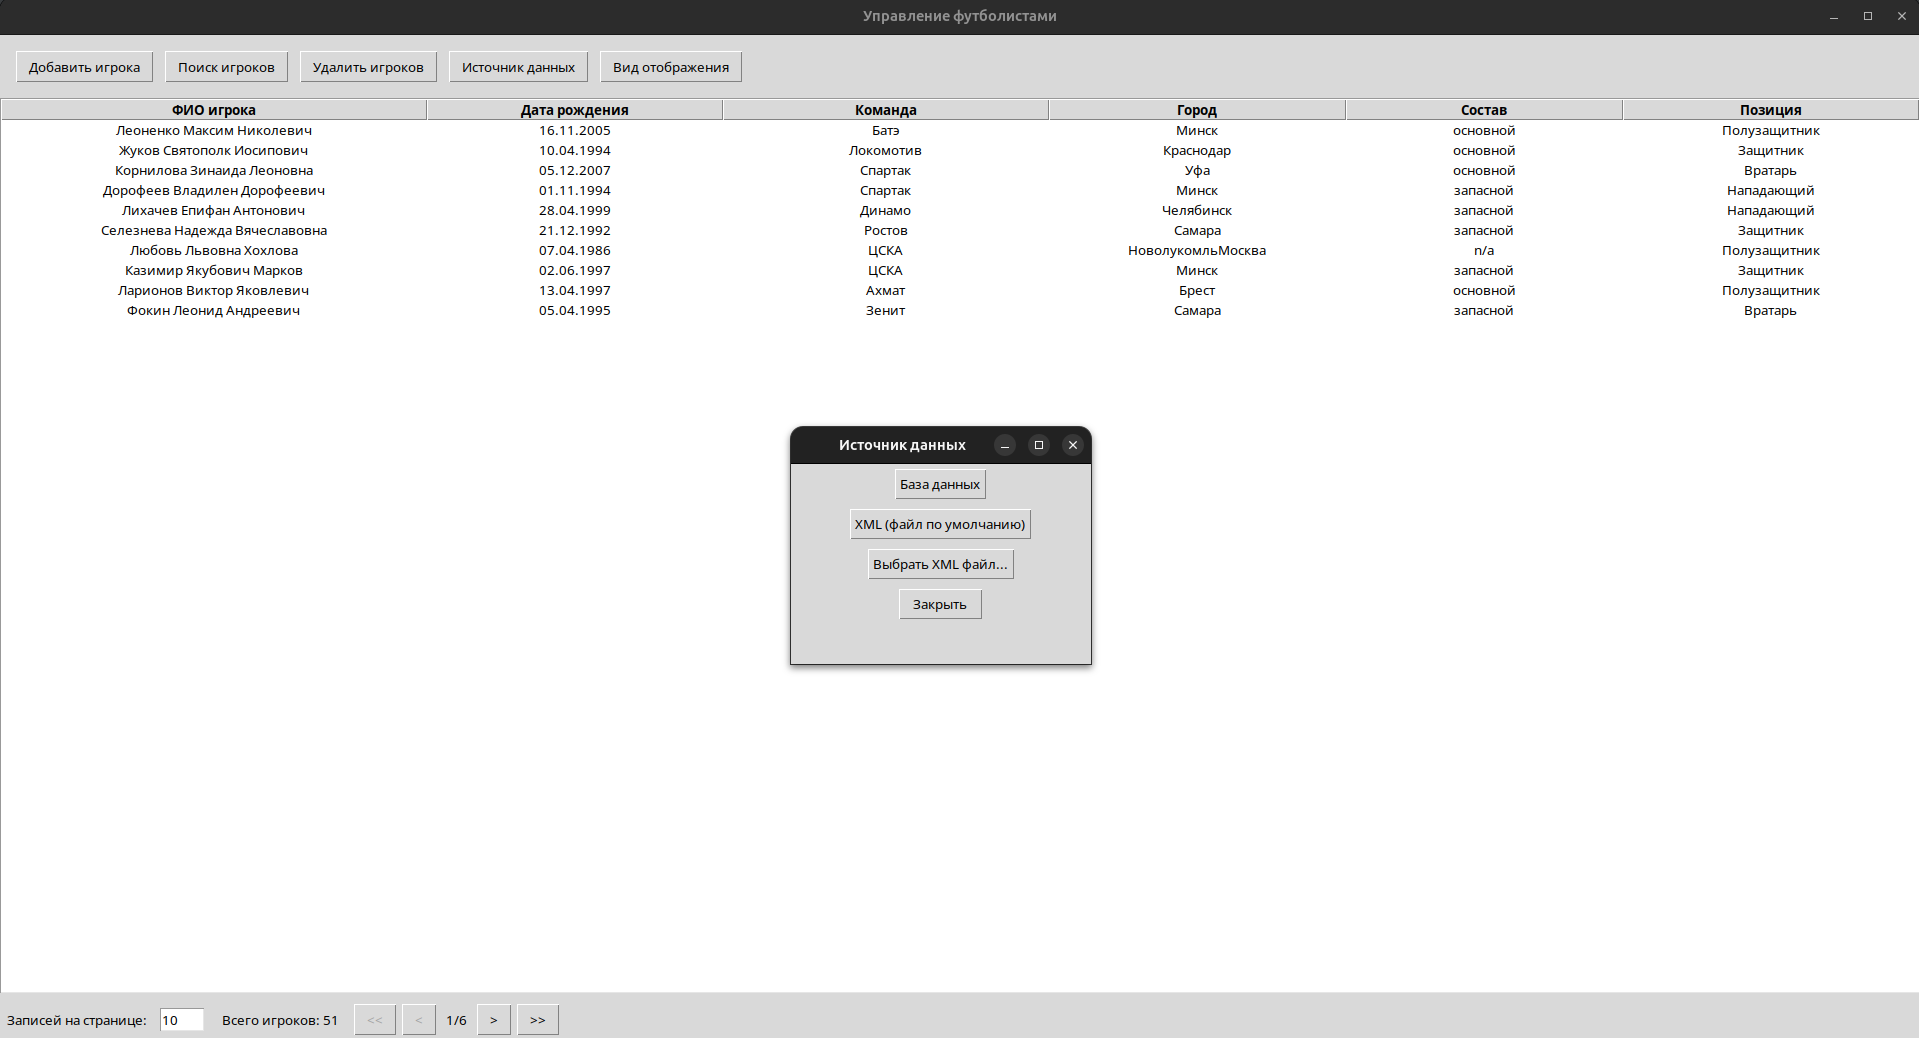 Управление футболистами
Добавить игрока Поиск игроков Удалить игроков Источник данных Вид отображения
ФИО игрока Дата рождения Команда Город Состав Позиция
Леоненко Максим Николевич 16.11.2005 Батэ Минск основной Полузащитник
Жуков Святополк Иосипович 10.04.1994 Локомотив Краснодар основной Защитник
Корнилова Зинаида Леоновна 05.12.2007 Спартак Уфа основной Вратарь
Дорофеев Владилен Дорофеевич 01.11.1994 Спартак Минск запасной Нападающий
Лихачев Епифан Антонович 28.04.1999 Динамо Челябинск запасной Нападающий
Селезнева Надежда Вячеславовна 21.12.1992 Ростов Самара запасной Защитник
Любовь Львовна Хохлова 07.04.1986 ЦСКА НоволукомльМосква n/a Полузащитник
Казимир Якубович Марков 02.06.1997 ЦСКА Минск запасной Защитник
Ларионов Виктор Яковлевич 13.04.1997 Ахмат Брест основной Полузащитник
Фокин Леонид Андреевич 05.04.1995 Зенит Самара запасной Вратарь
Источник данных
База данных
XML (файл по умолчанию)
Выбрать XML файл...
Закрыть
Записей на странице: 10 Всего игроков: 51 << < 1/6 > >>